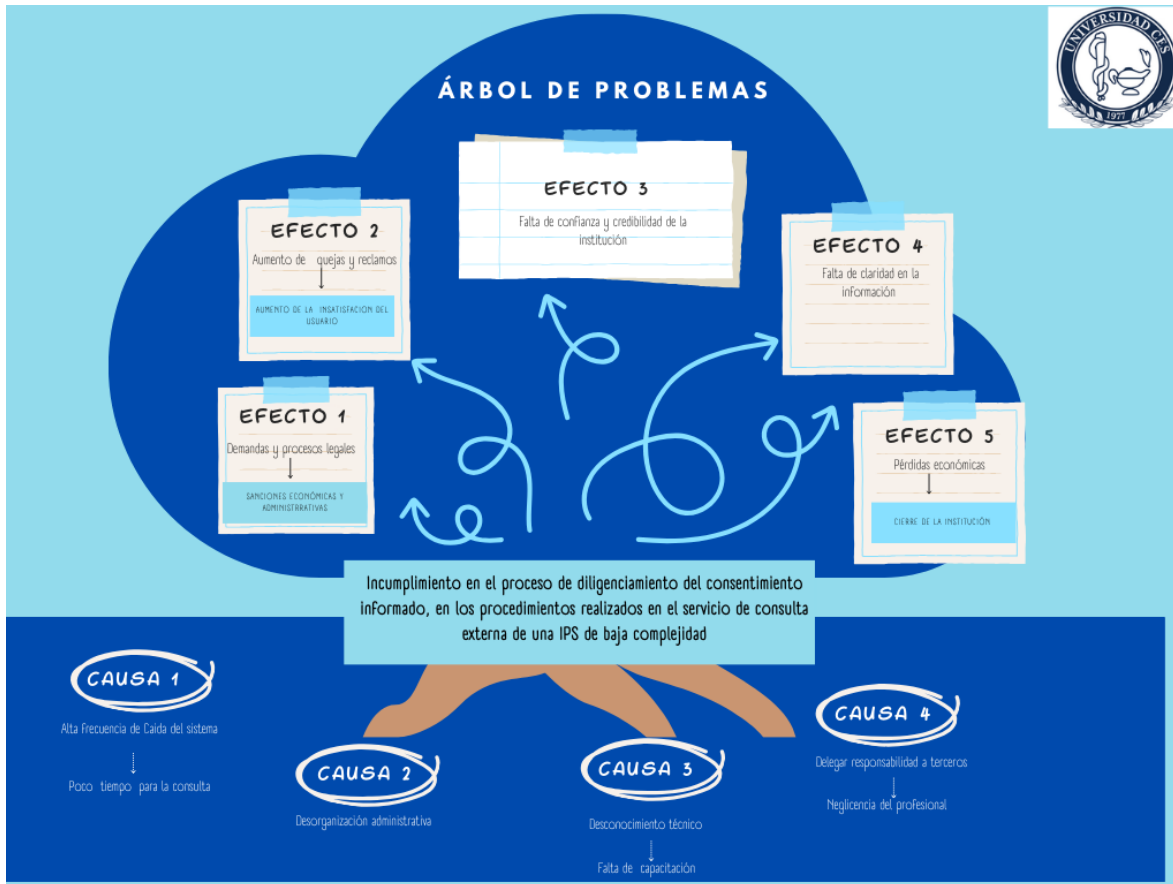 UNIVERSIDAD CES
1977
ÁRBOL DE PROBLEMAS
EFECTO 3
Falta de confianza y credibilidad de la
institución
EFECTO 2
Aumento de quejas y reclamos
AUMENTO DE LA INSATISFACION DEL
USUARIO
EFECTO 4
Falta de claridad en la
información
EFECTO 1
Demandas y procesos legales
SANCIONES ECONÓMICAS Y
ADMINISTRATIVAS
EFECTO 5
Pérdidas económicas
CIERRE DE LA INSTITUCIÓN
Incumplimiento en el proceso de diligenciamiento del consentimiento
informado, en los procedimientos realizados en el servicio de consulta
externa de una IPS de baja complejidad
CAUSA 1
Alta Frecuencia de Caída del sistema
Poco tiempo para la consulta
CAUSA 2
Desorganización administrativa
CAUSA 3
Desconocimiento técnico
Falta de capacitación
CAUSA 4
Delegar responsabilidad a terceros
Neglicencia del profesional